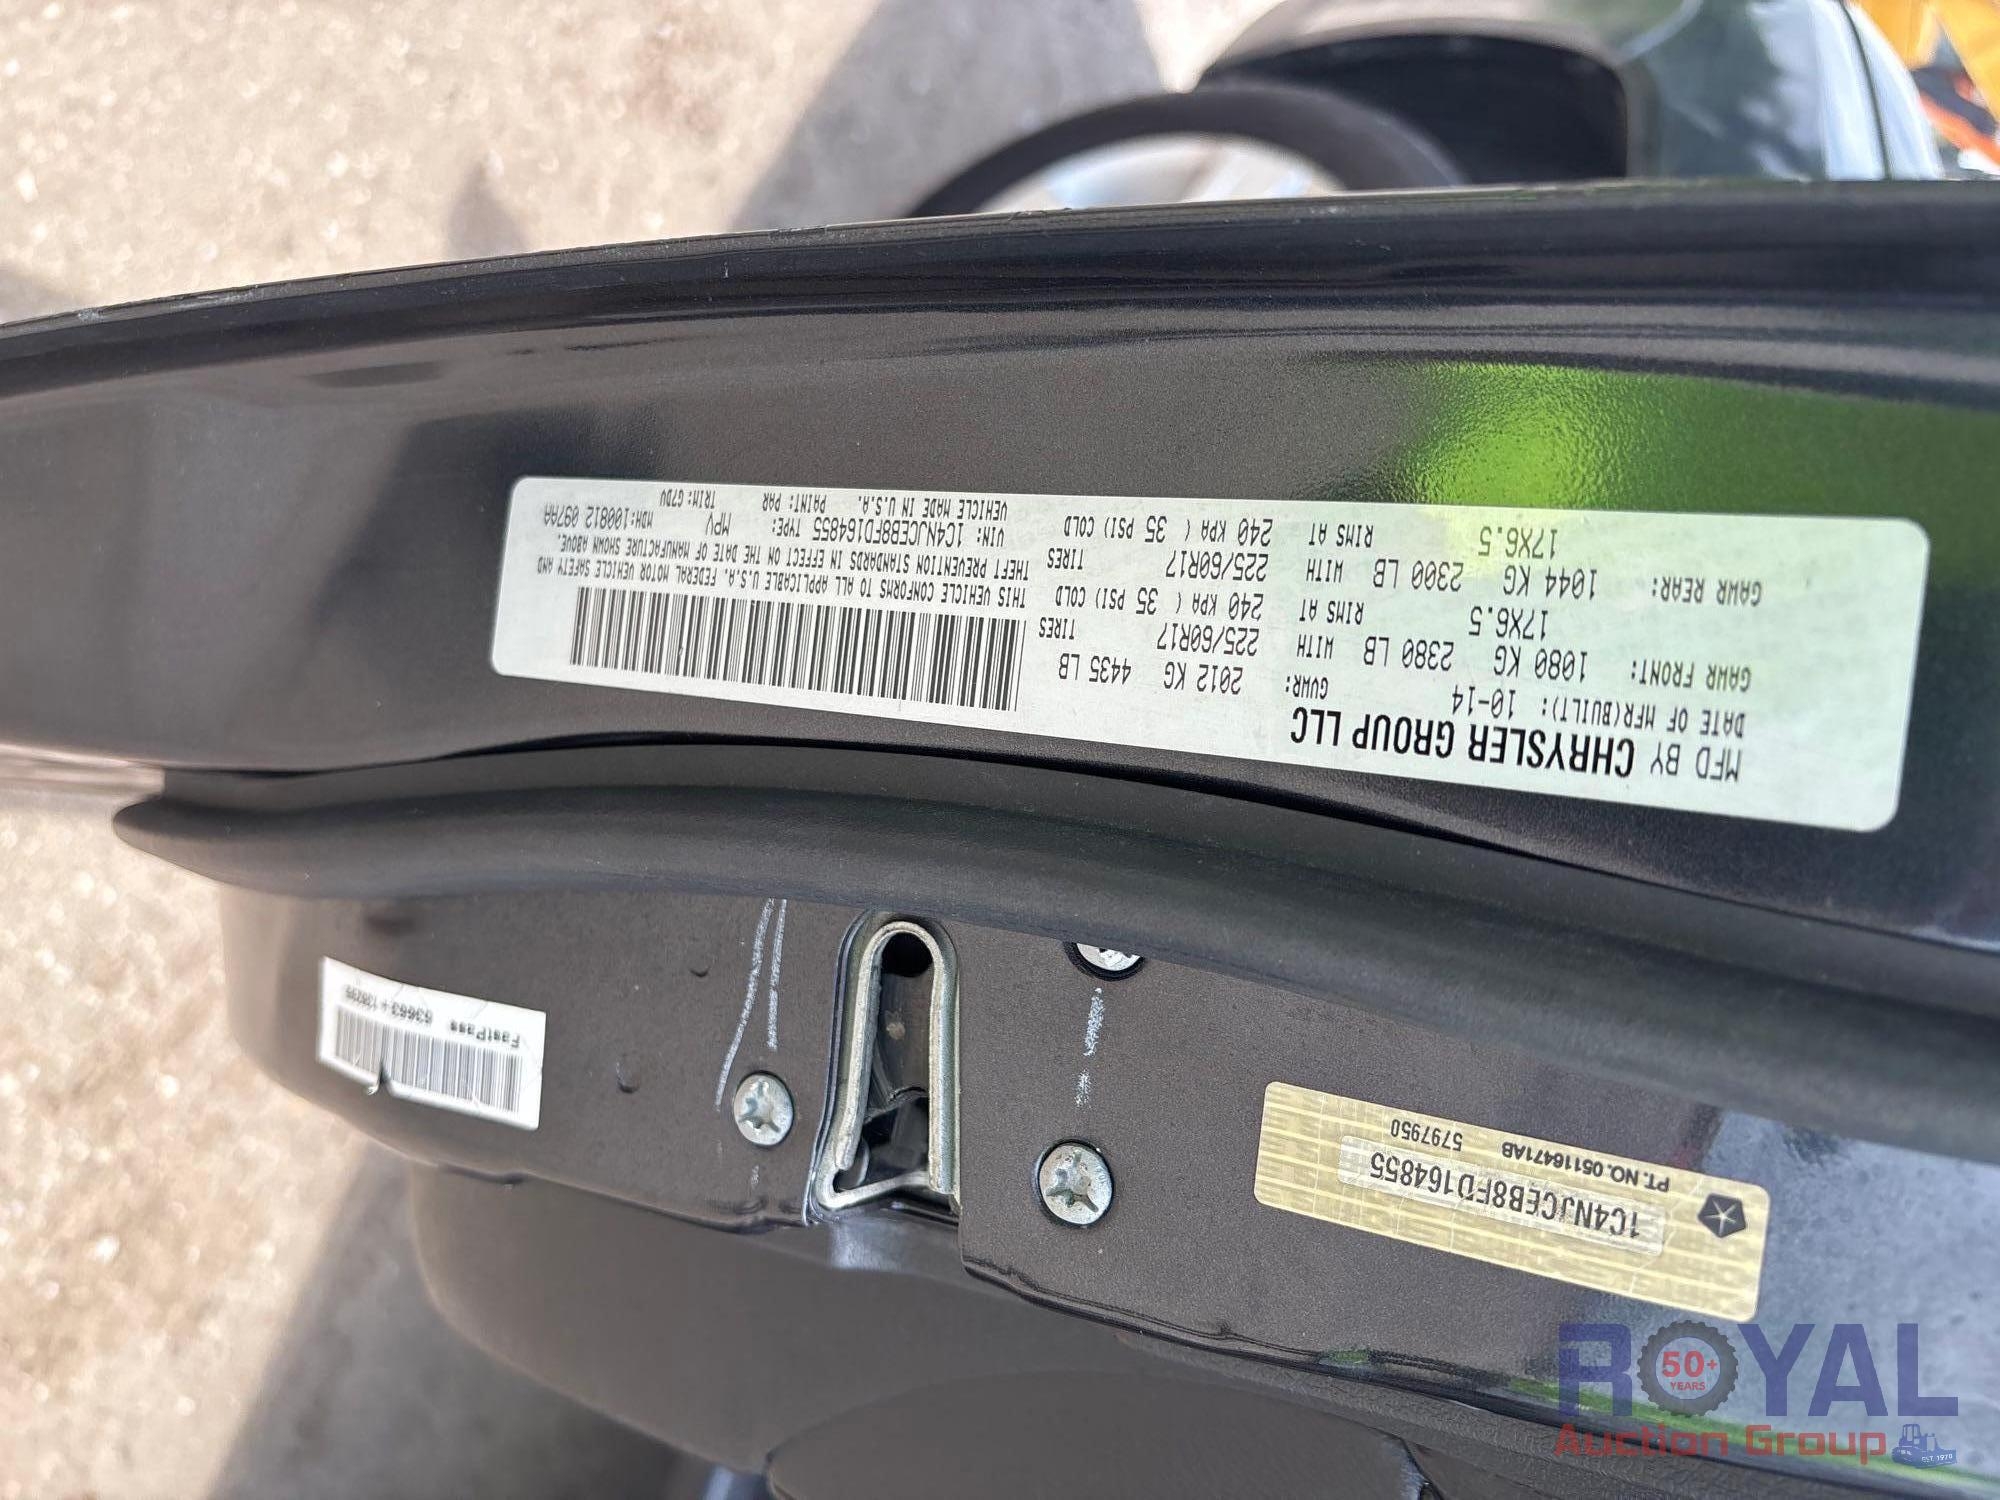 MFD BY CHRYSLER GROUP LLC
DATE OF MFR(BUILT): 10-14 GVWR: 2012 KG 4435 LB
GAWR FRONT: 1080 KG 2380 LB WITH 225/60R17 TIRES
17X6.5 RIMS AT 240 KPA ( 35 PSI) COLD
GAWR REAR: 1044 KG 2300 LB WITH 225/60R17 TIRES
17X6.5 RIMS AT 240 KPA ( 35 PSI) COLD
THIS VEHICLE CONFORMS TO ALL APPLICABLE U.S.A. FEDERAL MOTOR VEHICLE SAFETY AND
THEFT PREVENTION STANDARDS IN EFFECT ON THE DATE OF MANUFACTURE SHOWN ABOVE.
VIN: 1C4NJCEB8FD164855 TYPE: MPV MDH:100812 097AA
VEHICLE MADE IN U.S.A. PAINT: PAR TRIM: G7DV
FastPass
1C4NJCEB8FD164855
PT. NO. 05116471AB 5797950
ROYAL
50+
YEARS
Auction Group
EST. 1970